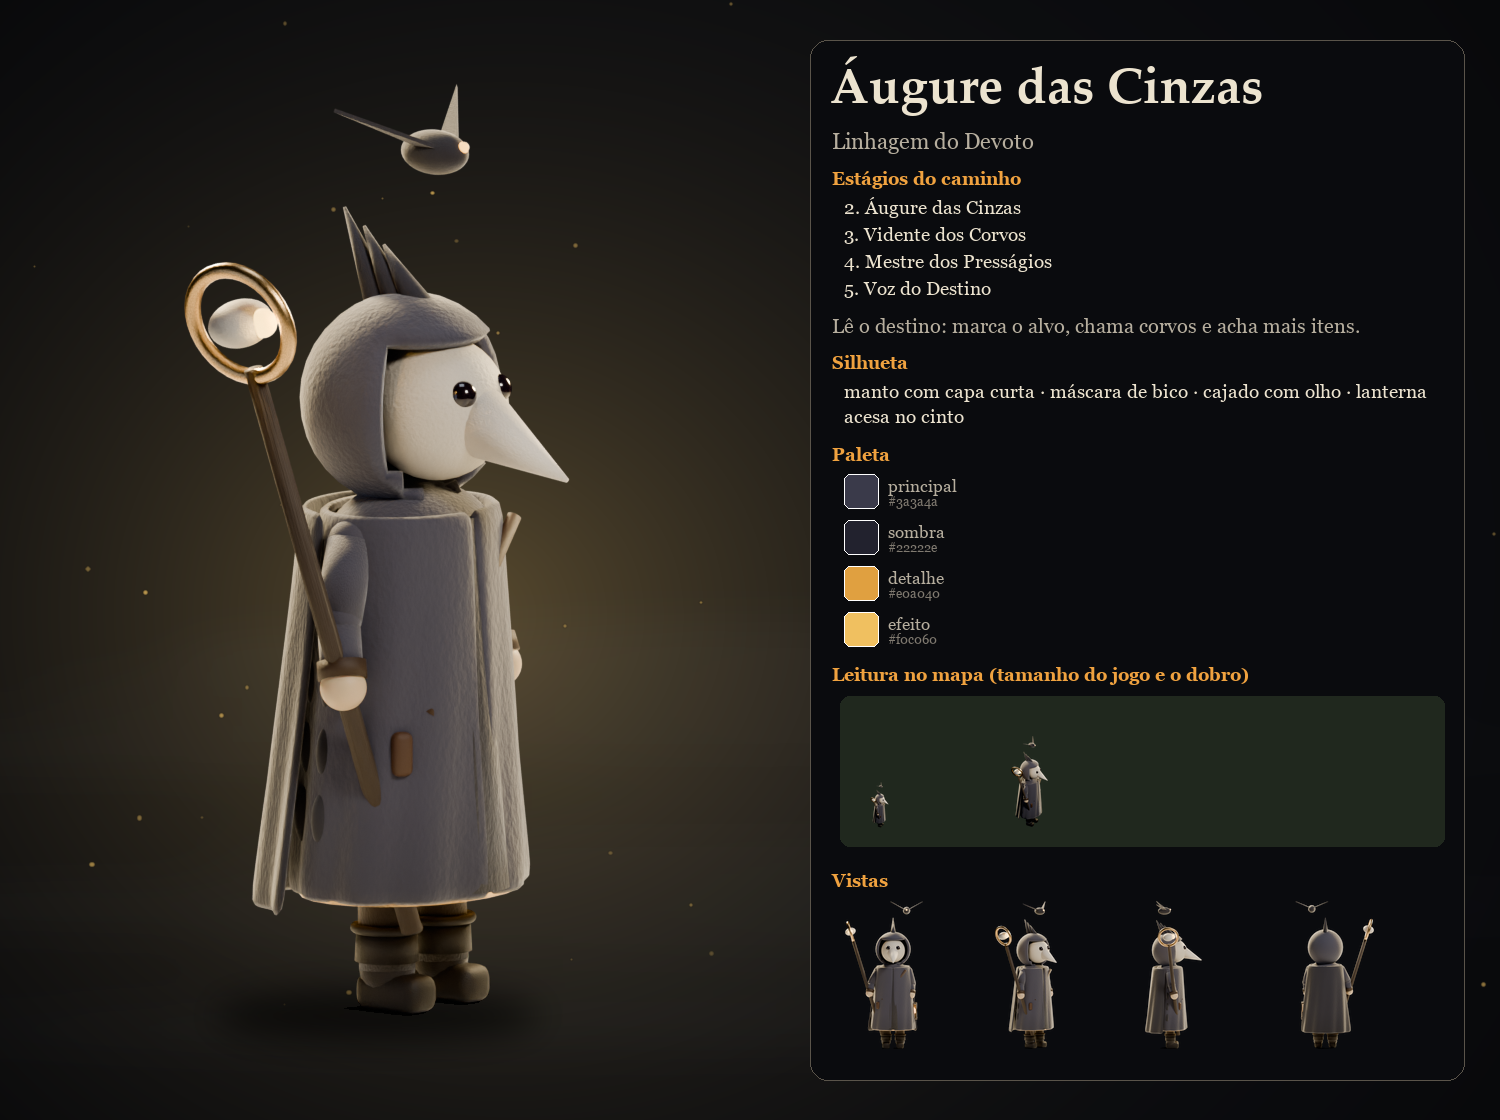 Áugure das Cinzas
Linhagem do Devoto
Estágios do caminho
2. Áugure das Cinzas
3. Vidente dos Corvos
4. Mestre dos Presságios
5. Voz do Destino
Lê o destino: marca o alvo, chama corvos e acha mais itens.
Silhueta
manto com capa curta · máscara de bico · cajado com olho · lanterna
acesa no cinto
Paleta
principal
#3a3a4a
sombra
#22222e
detalhe
#e0a040
efeito
#f0c060
Leitura no mapa (tamanho do jogo e o dobro)
Vistas